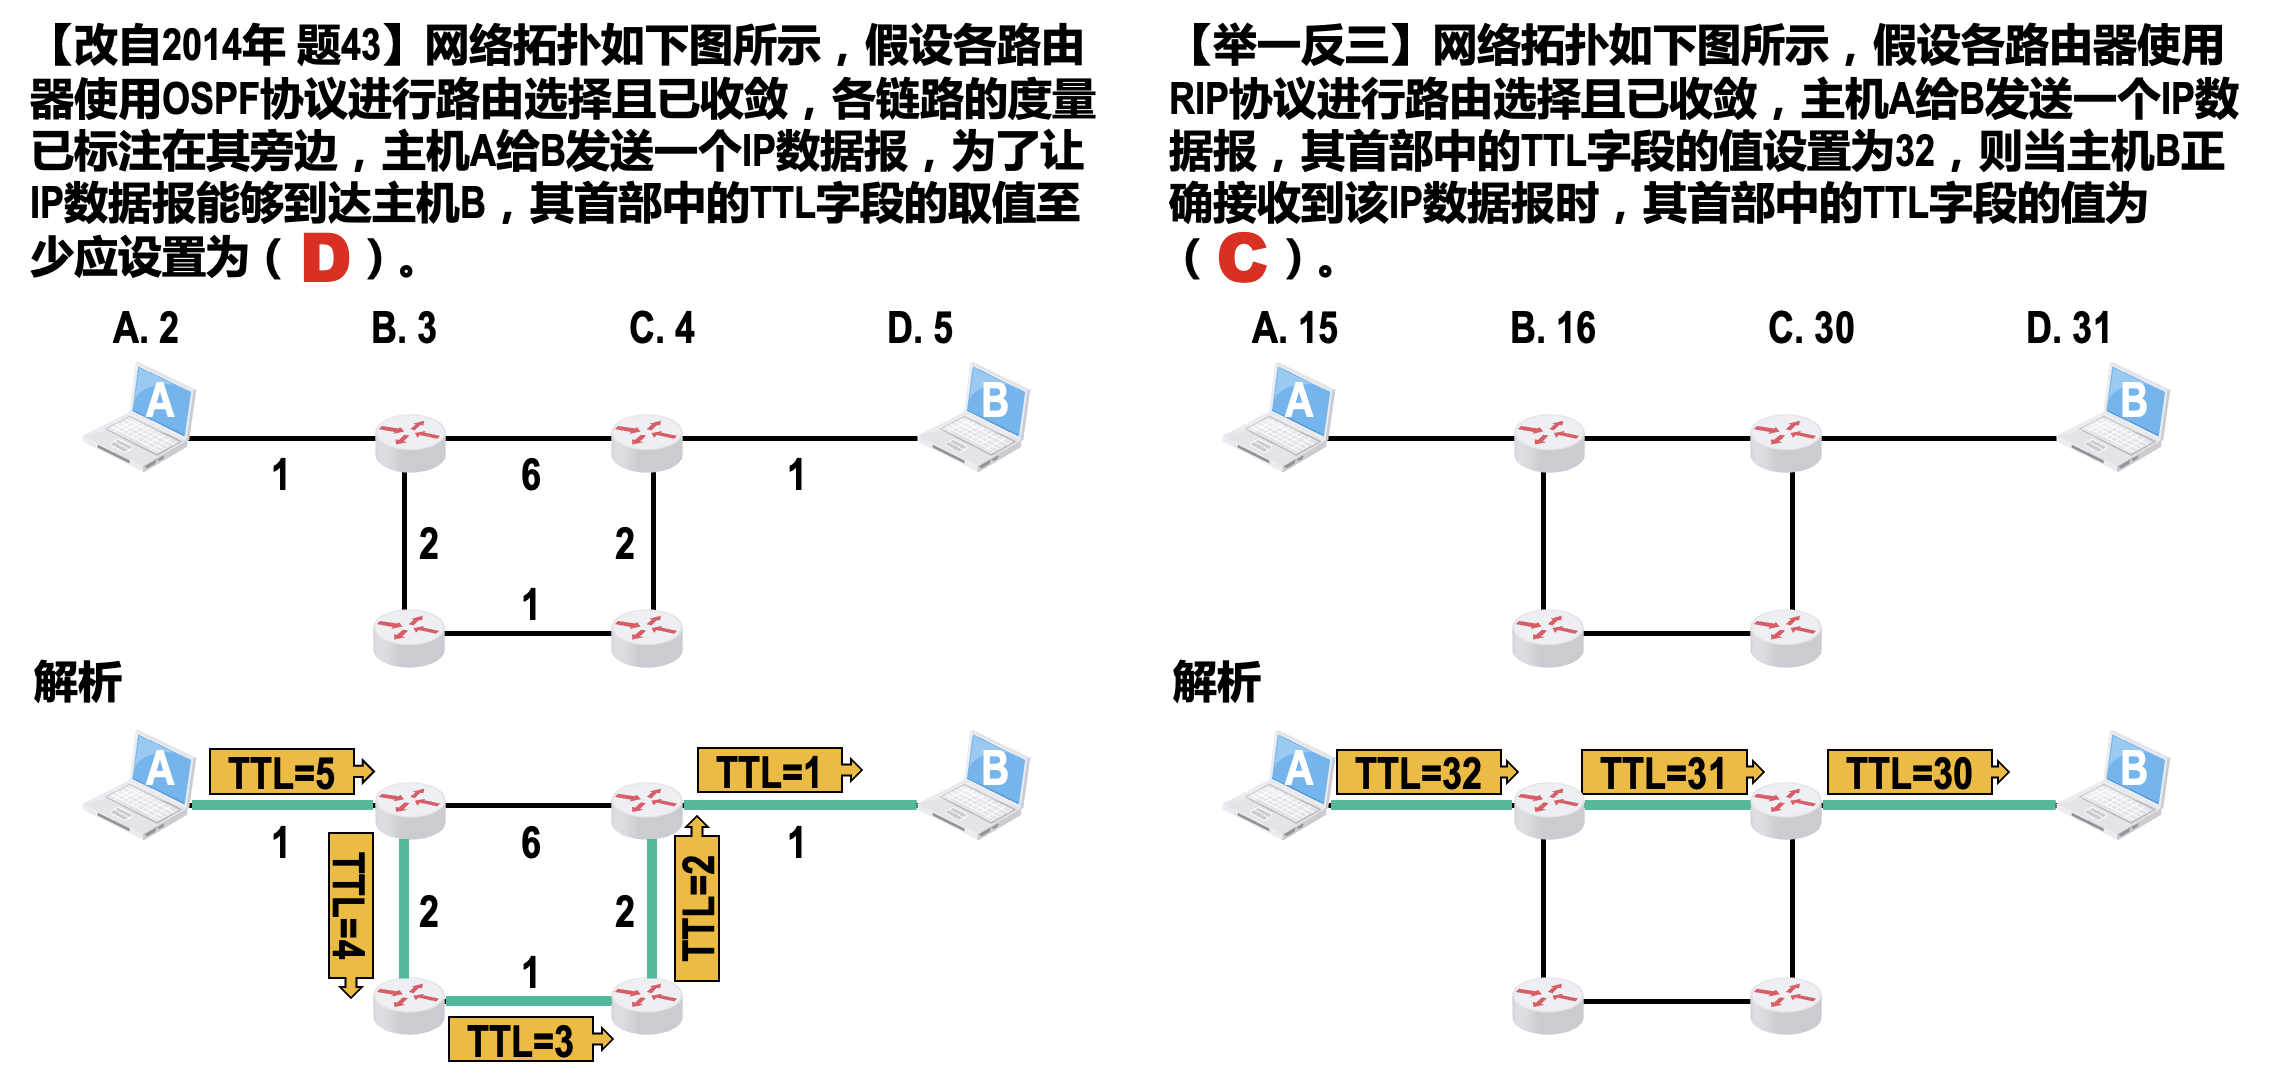 【改自2014年 题43】网络拓扑如下图所示，假设各路由
器使用OSPF协议进行路由选择且已收敛，各链路的度量
已标注在其旁边，主机A给B发送一个IP数据报，为了让
IP数据报能够到达主机B，其首部中的TTL字段的取值至
少应设置为（ D ）。
A. 2 B. 3 C. 4 D. 5
A B
1 6 1
2 2
1
解析
A TTL=5 TTL=1 B
1 6 1
TTL=4 2 2 TTL=2
1
TTL=3
【举一反三】网络拓扑如下图所示，假设各路由器使用
RIP协议进行路由选择且已收敛，主机A给B发送一个IP数
据报，其首部中的TTL字段的值设置为32，则当主机B正
确接收到该IP数据报时，其首部中的TTL字段的值为
（ C ）。
A. 15 B. 16 C. 30 D. 31
A B
解析
A TTL=32 TTL=31 TTL=30 B